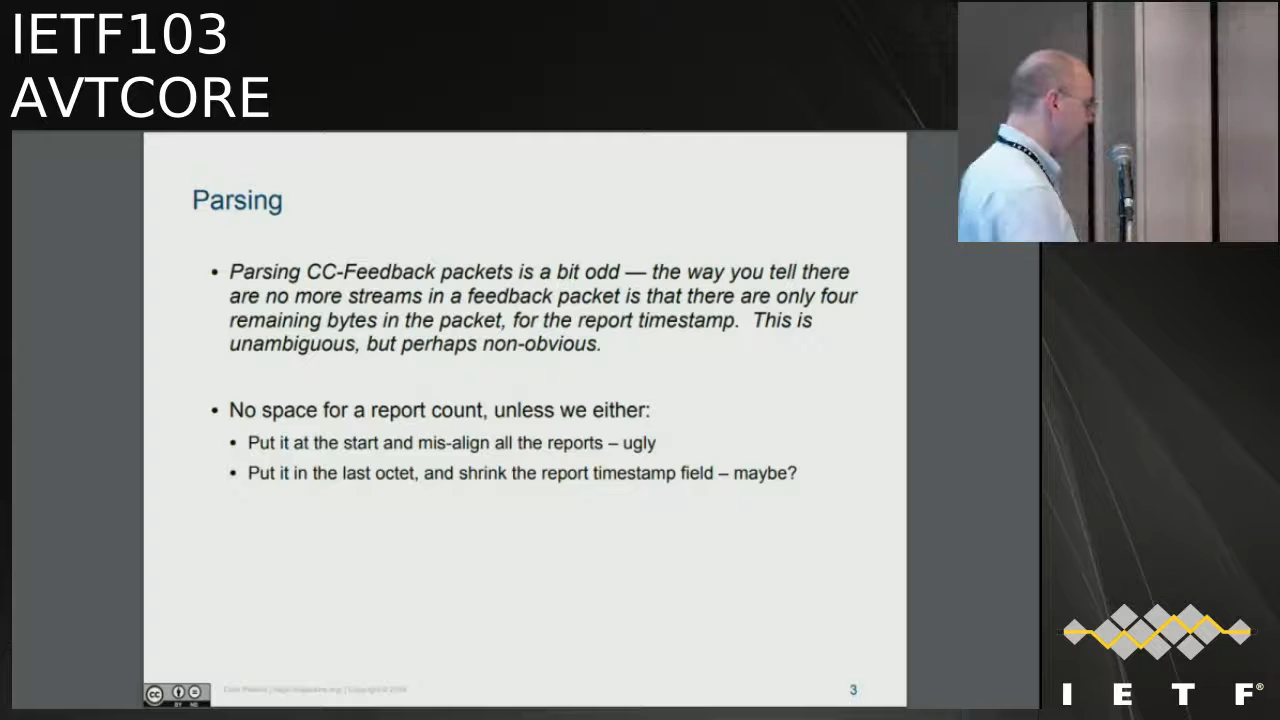 IETF103
AVTCORE
Parsing
• Parsing CC-Feedback packets is a bit odd — the way you tell there
are no more streams in a feedback packet is that there are only four
remaining bytes in the packet, for the report timestamp. This is
unambiguous, but perhaps non-obvious.
• No space for a report count, unless we either:
• Put it at the start and mis-align all the reports – ugly
• Put it in the last octet, and shrink the report timestamp field – maybe?
cc
BY ND
3
I E T F®